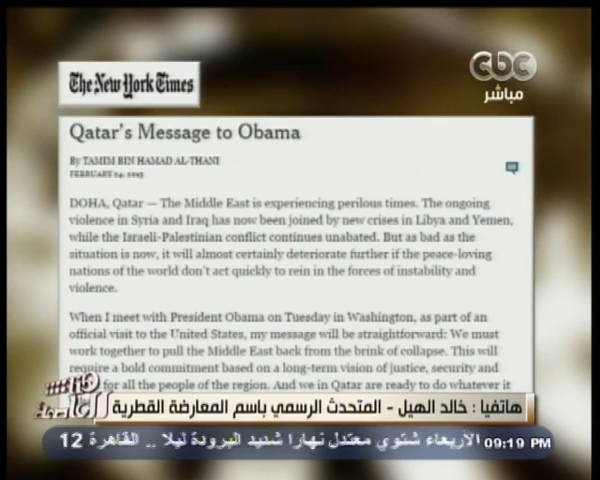 The New York Times
cbc
مباشر
Qatar's Message to Obama
By TAMIM BIN HAMAD AL-THANI
FEBRUARY 24, 2015
DOHA, Qatar — The Middle East is experiencing perilous times. The ongoing
violence in Syria and Iraq has now been joined by new crises in Libya and Yemen,
while the Israeli-Palestinian conflict continues unabated. But as bad as the
situation is now, it will almost certainly deteriorate further if the peace-loving
nations of the world don't act quickly to rein in the forces of instability and
violence.
When I meet with President Obama on Tuesday in Washington, as part of an
official visit to the United States, my message will be straightforward: We must
work together to pull the Middle East back from the brink of collapse. This will
require a bold commitment based on a long-term vision of justice, security and
for all the people of the region. And we in Qatar are ready to do whatever it
هنا العاصمة
هاتفيا : خالد الهيل - المتحدث الرسمي باسم المعارضة القطرية
09:19 PM الأربعاء شتوي معتدل نهارا شديد البرودة ليلا .. القاهرة 12